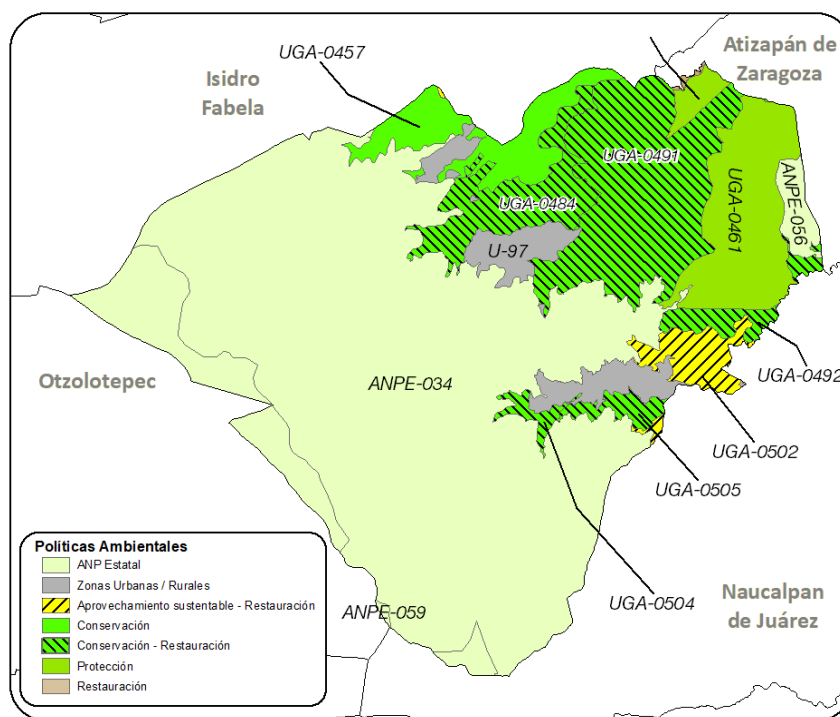 UGA-0457
Atizapán de
Zaragoza
Isidro
Fabela
UGA-0491
ANPE-056
UGA-0484
UGA-0461
U-97
Otzolotepec
ANPE-034
UGA-0492
UGA-0502
UGA-0505
UGA-0504
Naucalpan
de Juárez
ANPE-059
Políticas Ambientales
ANP Estatal
Zonas Urbanas / Rurales
Aprovechamiento sustentable - Restauración
Conservación
Conservación - Restauración
Protección
Restauración